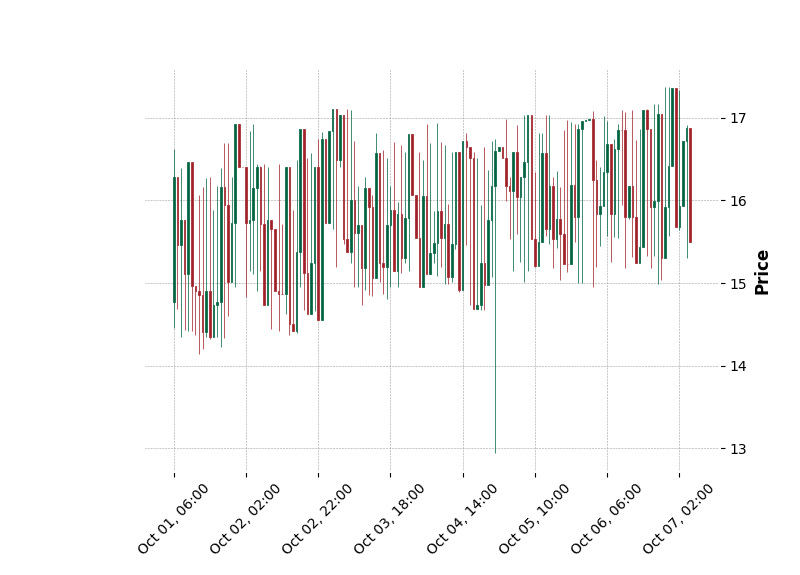 17
16
15
14
13
Price
Oct 01, 06:00
Oct 02, 02:00
Oct 02, 22:00
Oct 03, 18:00
Oct 04, 14:00
Oct 05, 10:00
Oct 06, 06:00
Oct 07, 02:00